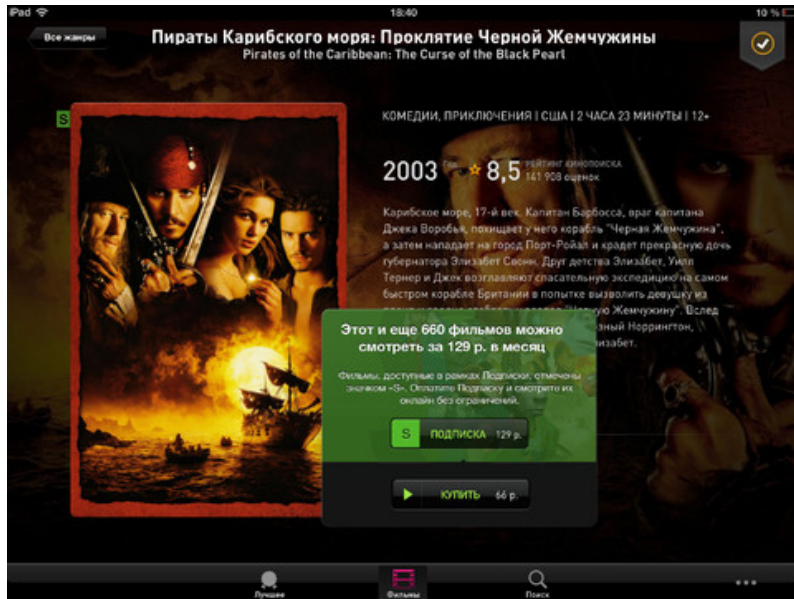 iPad 18:40 10 %
Все жанры
Пираты Карибского моря: Проклятие Черной Жемчужины
Pirates of the Caribbean: The Curse of the Black Pearl
S
КОМЕДИИ, ПРИКЛЮЧЕНИЯ | США | 2 ЧАСА 23 МИНУТЫ | 12+
2003 год 8,5 РЕЙТИНГ КИНОПОИСКА
141 908 оценок
Карибское море, 17-й век. Капитан Барбосса, враг капитана
Джека Воробья, похищает у него корабль "Черная Жемчужина",
а затем нападает на город Порт-Ройал и крадет прекрасную дочь
губернатора Элизабет Свонн. Друг детства Элизабет, Уилл
Тернер и Джек возглавляют спасательную экспедицию на самом
быстром корабле Британии в попытке вызволить девушку из
Жемчужину". Вслед
Норрингтон,
Этот и еще 660 фильмов можно
смотреть за 129 р. в месяц
Фильмы, доступные в рамках Подписки, отмечены
значком «S». Оплатите Подписку и смотрите их
онлайн без ограничений.
S ПОДПИСКА 129 р.
КУПИТЬ 66 р.
Лучшее Фильмы Поиск